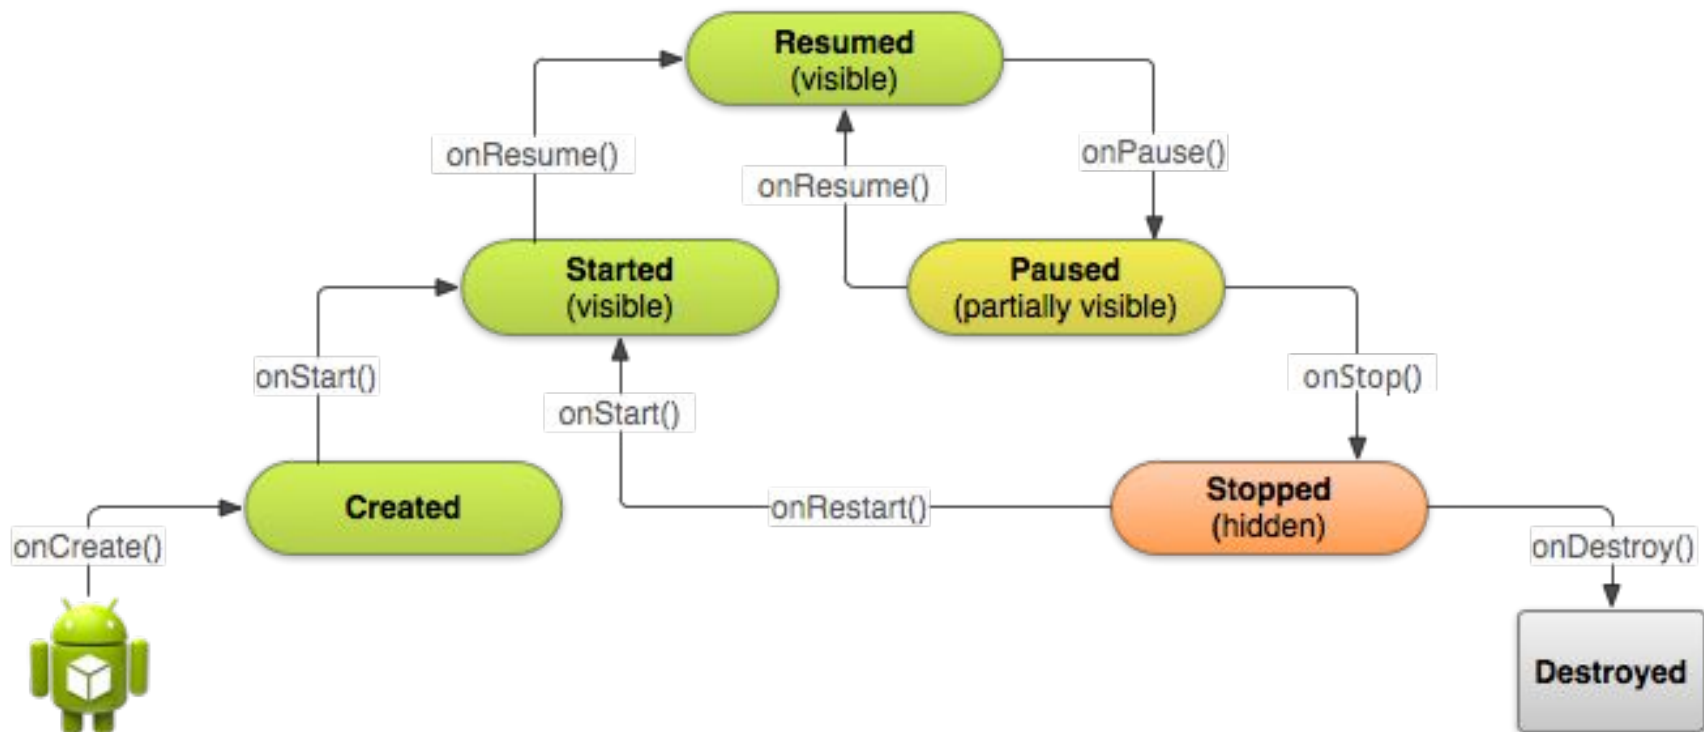 Resumed
(visible)
onResume()
onPause()
onResume()
Started
(visible)
Paused
(partially visible)
onStart()
onStop()
onStart()
Created
onRestart()
Stopped
(hidden)
onCreate()
onDestroy()
Destroyed